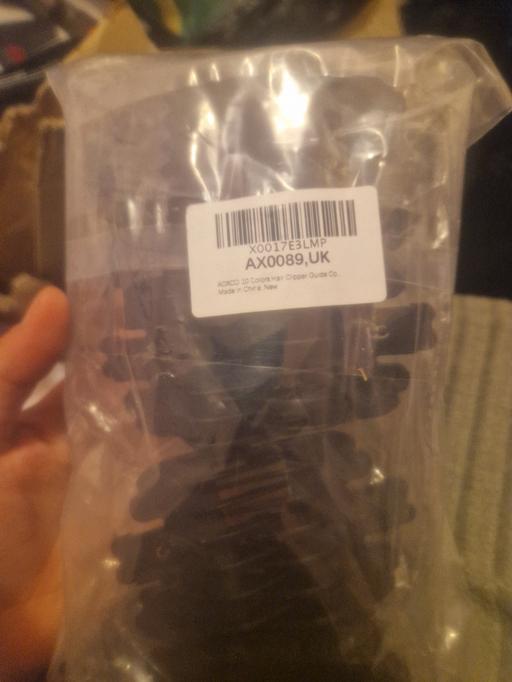 X0017E3LMP
AX0089,UK
10 Colors Hair Clipper Guide Co..
Made in China New